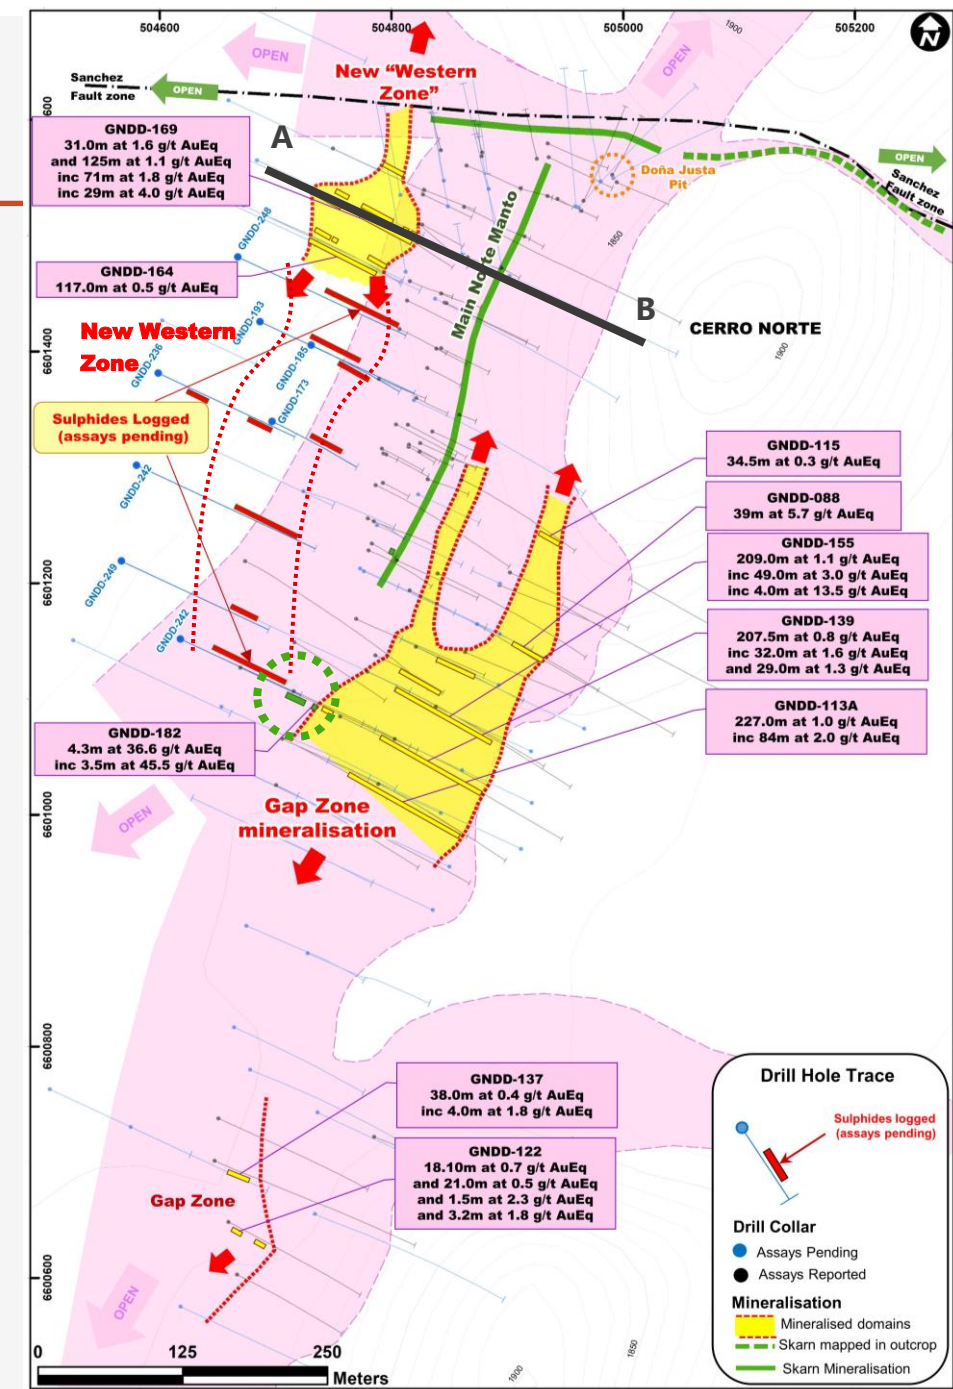 504600
504800
505000
505200
N
1900
OPEN
OPEN
New "Western
Zone"
Sanchez
Fault zone
OPEN
600
GNDD-169
31.0m at 1.6 g/t AuEq
and 125m at 1.1 g/t AuEq
inc 71m at 1.8 g/t AuEq
inc 29m at 4.0 g/t AuEq
A
Doña Justa
Pit
OPEN
Sanchez
Fault zone
GNDD-248
1850
GNDD-164
117.0m at 0.5 g/t AuEq
Main Norte Manto
B
CERRO NORTE
1900
New Western
Zone
6601400
GNDD-193
GNDD-185
GNDD-236
GNDD-173
Sulphides Logged
(assays pending)
GNDD-115
34.5m at 0.3 g/t AuEq
GNDD-242
GNDD-088
39m at 5.7 g/t AuEq
GNDD-155
209.0m at 1.1 g/t AuEq
inc 49.0m at 3.0 g/t AuEq
inc 4.0m at 13.5 g/t AuEq
6601200
GNDD-249
GNDD-242
GNDD-139
207.5m at 0.8 g/t AuEq
inc 32.0m at 1.6 g/t AuEq
and 29.0m at 1.3 g/t AuEq
GNDD-113A
227.0m at 1.0 g/t AuEq
inc 84m at 2.0 g/t AuEq
GNDD-182
4.3m at 36.6 g/t AuEq
inc 3.5m at 45.5 g/t AuEq
6601000
OPEN
Gap Zone
mineralisation
6600800
GNDD-137
38.0m at 0.4 g/t AuEq
inc 4.0m at 1.8 g/t AuEq
GNDD-122
18.10m at 0.7 g/t AuEq
and 21.0m at 0.5 g/t AuEq
and 1.5m at 2.3 g/t AuEq
and 3.2m at 1.8 g/t AuEq
Gap Zone
6600600
OPEN
1850
1900
0 125 250
Meters
Drill Hole Trace
Sulphides logged
(assays pending)
Drill Collar
Assays Pending
Assays Reported
Mineralisation
Mineralised domains
Skarn mapped in outcrop
Skarn Mineralisation